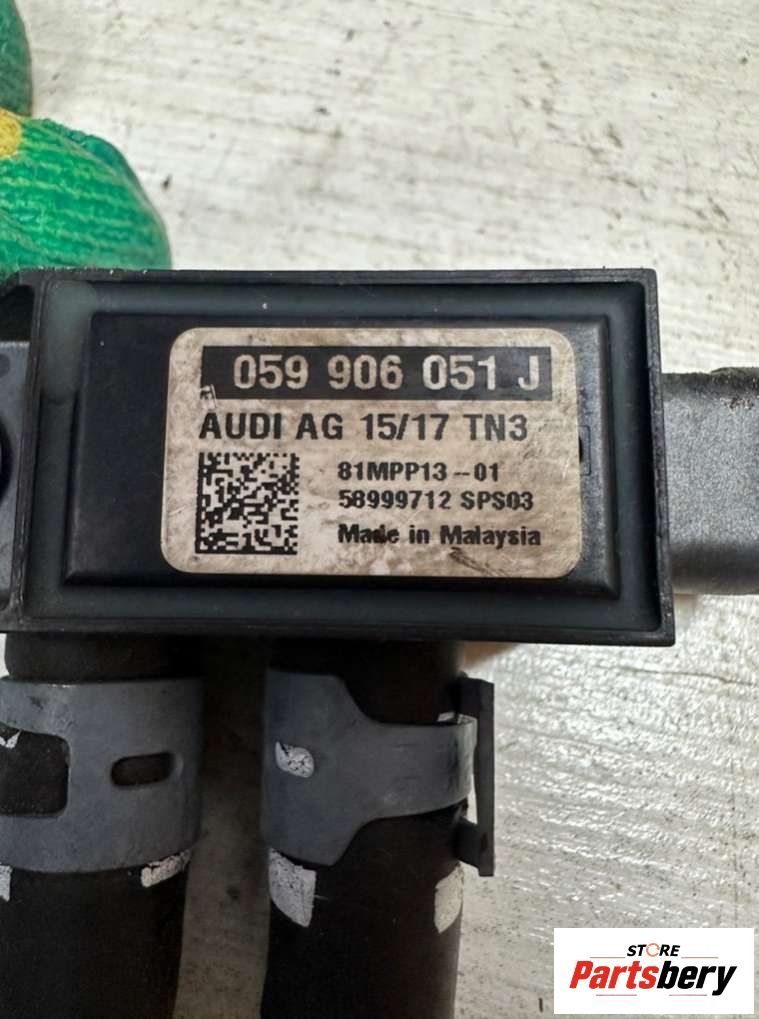 059 906 051 J
AUDI AG 15/17 TN3
81MPP13-01
58999712 SPS03
Made in Malaysia
STORE
Partsbery